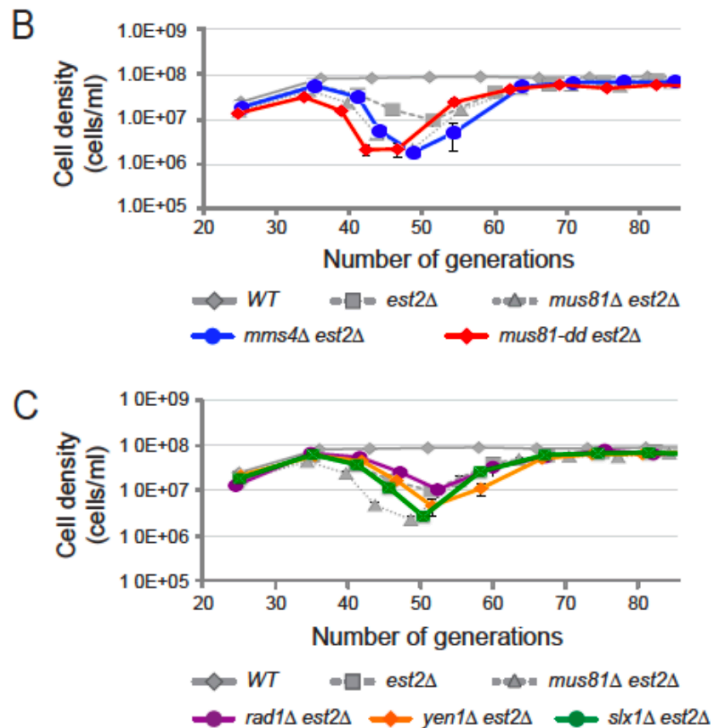 B
1.0E+09
1.0E+08
1.0E+07
1.0E+06
1.0E+05
Cell density
(cells/ml)
20 30 40 50 60 70 80
Number of generations
WT est2Δ mus81Δ est2Δ
mms4Δ est2Δ mus81-dd est2Δ
C
1 0E+09
1 0E+08
1 0E+07
1 0E+06
1 0E+05
Cell density
(cells/ml)
20 30 40 50 60 70 80
Number of generations
WT est2Δ mus81Δ est2Δ
rad1Δ est2Δ yen1Δ est2Δ slx1Δ est2Δ